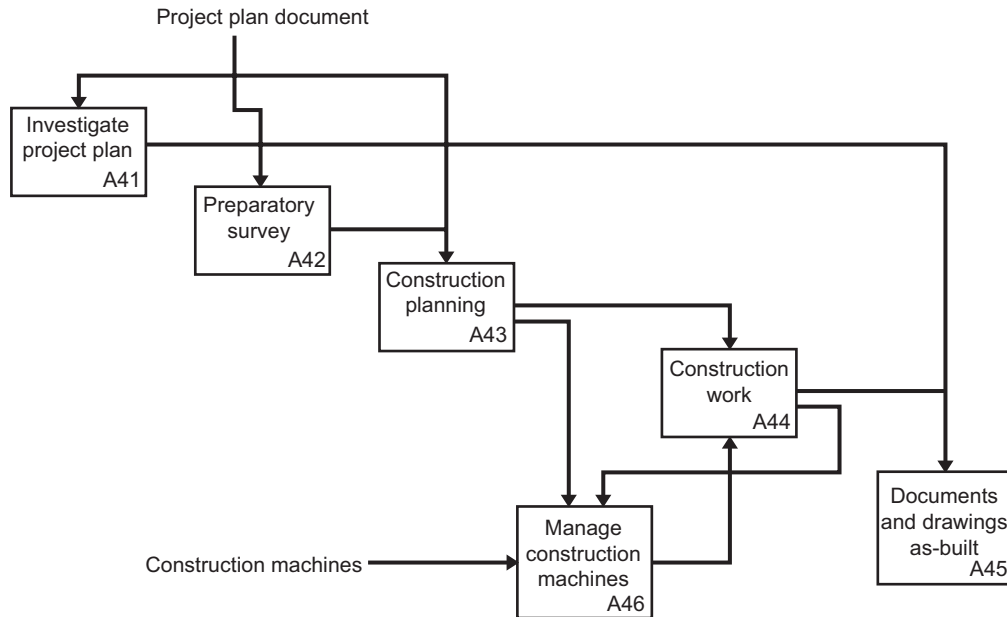 Project plan document
Investigate
project plan
A41
Preparatory
survey
A42
Construction
planning
A43
Construction
work
A44
Documents
and drawings
as-built
A45
Manage
construction
machines
A46
Construction machines